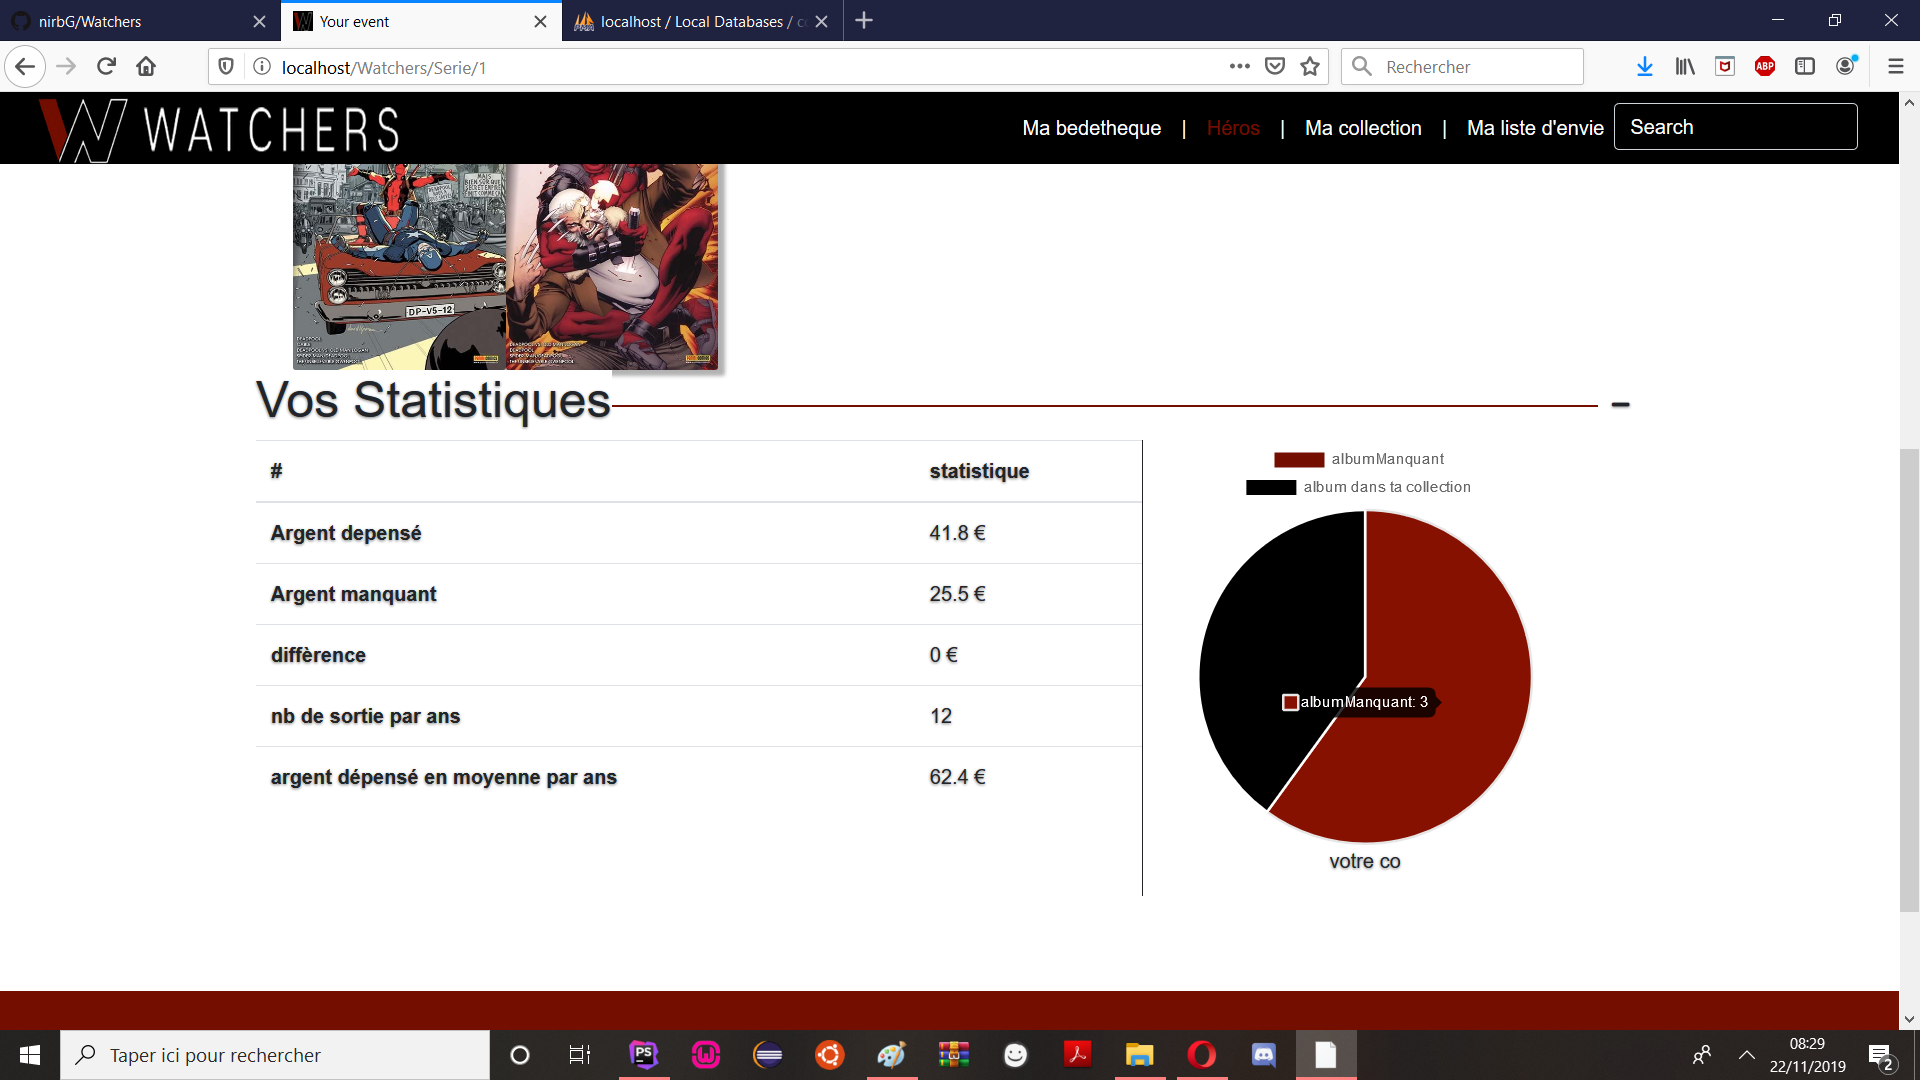 nirbG/Watchers
Your event
localhost / Local Databases / c
localhost/Watchers/Serie/1
Rechercher
ABP
WATCHERS
Ma bedetheque | Héros | Ma collection | Ma liste d'envie
Search
DP-V5-12
Vos Statistiques
# statistique
Argent depensé 41.8 €
Argent manquant 25.5 €
diffèrence 0 €
nb de sortie par ans 12
argent dépensé en moyenne par ans 62.4 €
albumManquant
album dans ta collection
albumManquant: 3
votre co
Taper ici pour rechercher
PS
08:29
22/11/2019
2